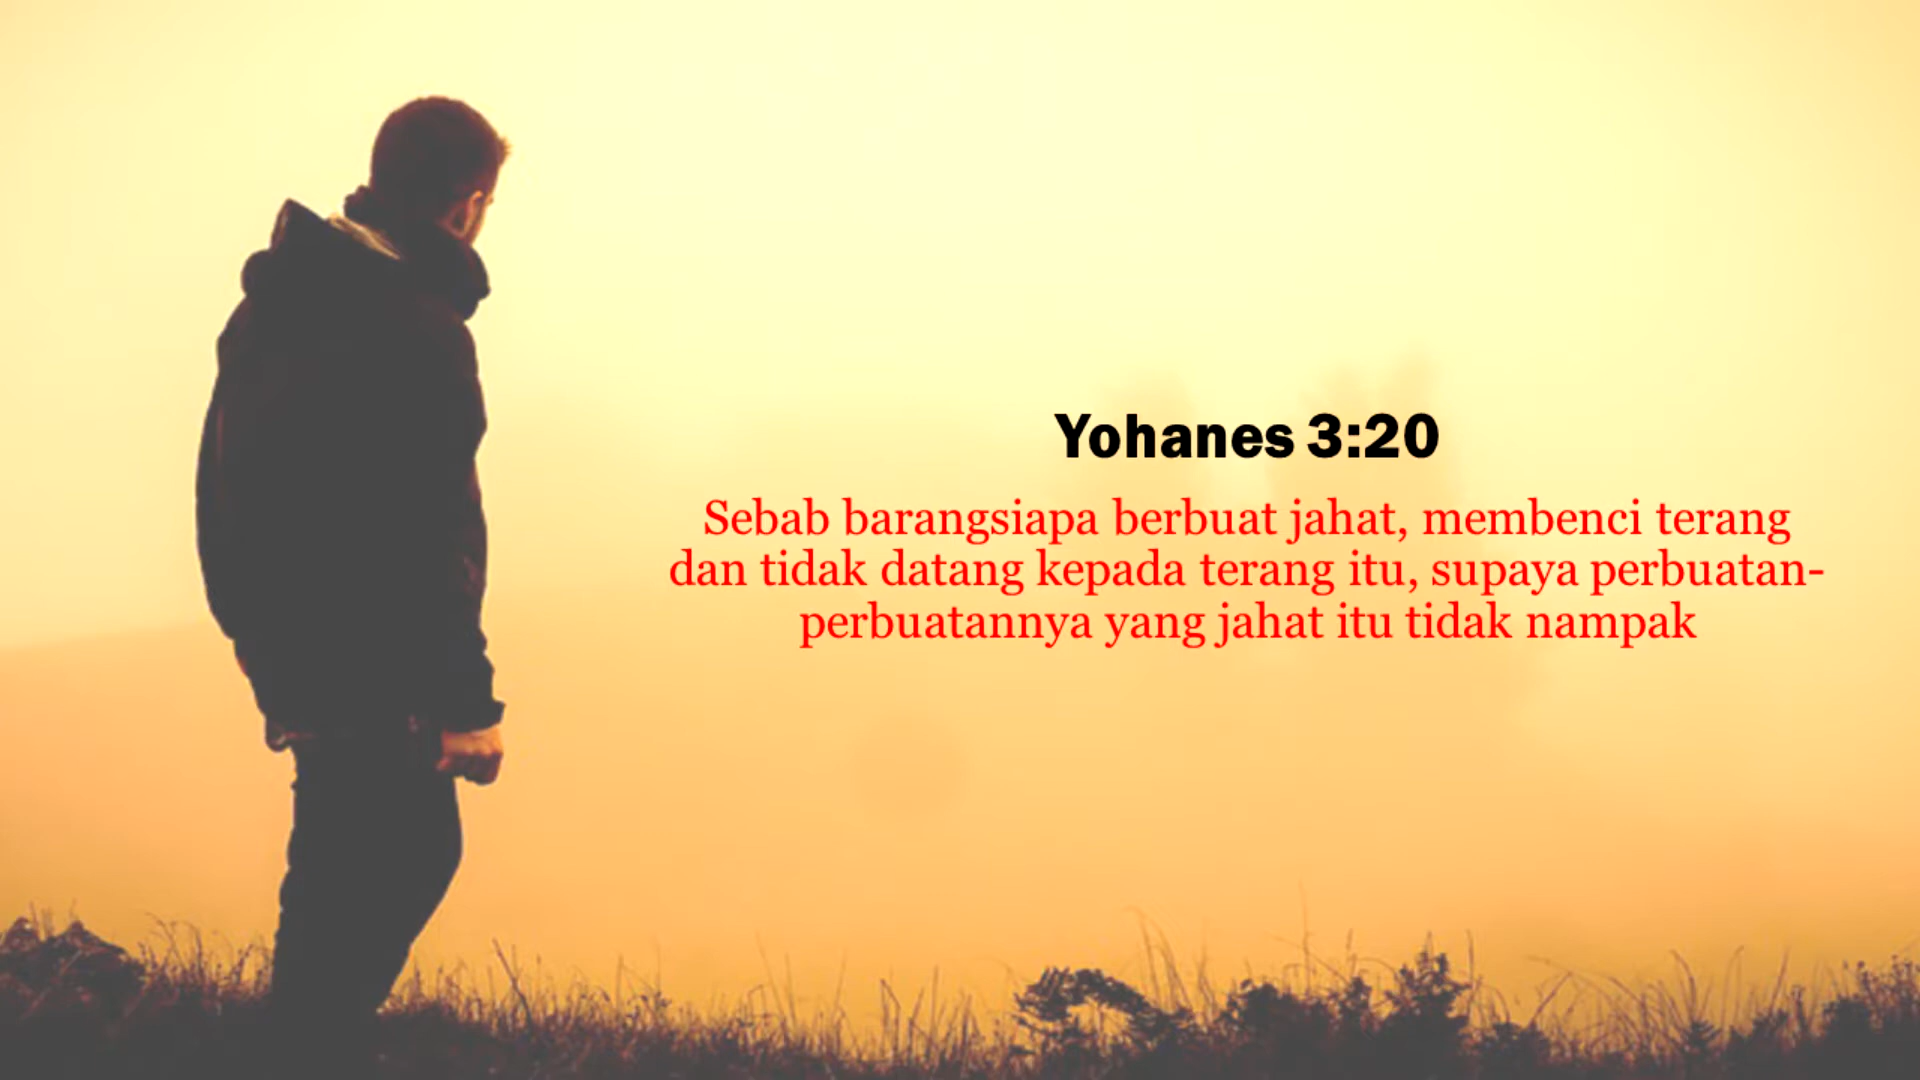 Yohanes 3:20
Sebab barangsiapa berbuat jahat, membenci terang
dan tidak datang kepada terang itu, supaya perbuatan-
perbuatannya yang jahat itu tidak nampak